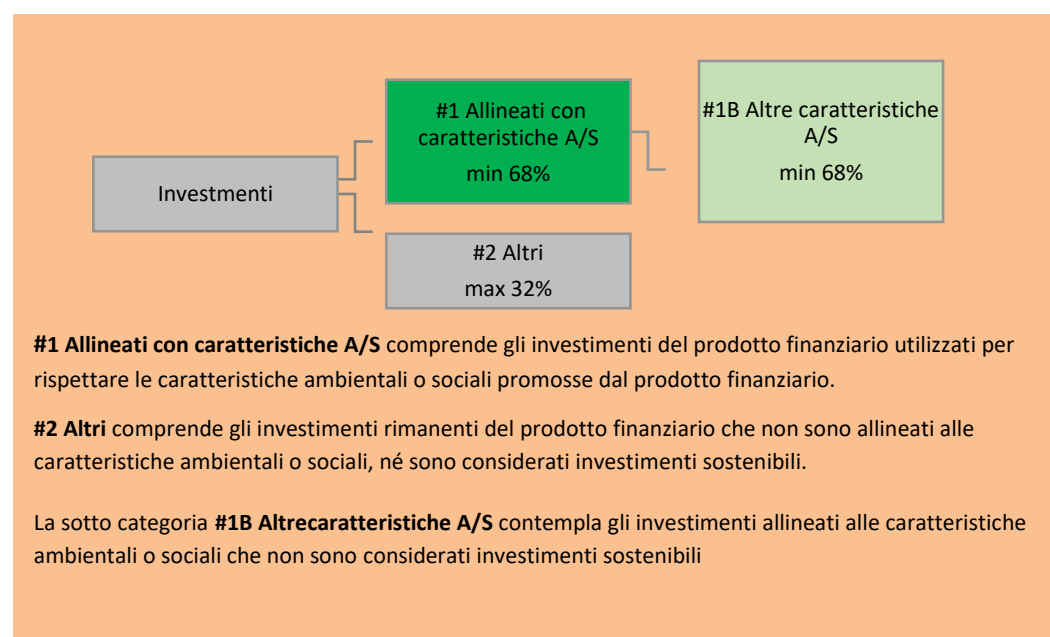 #1 Allineati con
caratteristiche A/S
min 68%
#1B Altre caratteristiche
A/S
min 68%
Investimenti
#2 Altri
max 32%
#1 Allineati con caratteristiche A/S comprende gli investimenti del prodotto finanziario utilizzati per
rispettare le caratteristiche ambientali o sociali promosse dal prodotto finanziario.
#2 Altri comprende gli investimenti rimanenti del prodotto finanziario che non sono allineati alle
caratteristiche ambientali o sociali, né sono considerati investimenti sostenibili.
La sotto categoria #1B Altrecaratteristiche A/S contempla gli investimenti allineati alle caratteristiche
ambientali o sociali che non sono considerati investimenti sostenibili